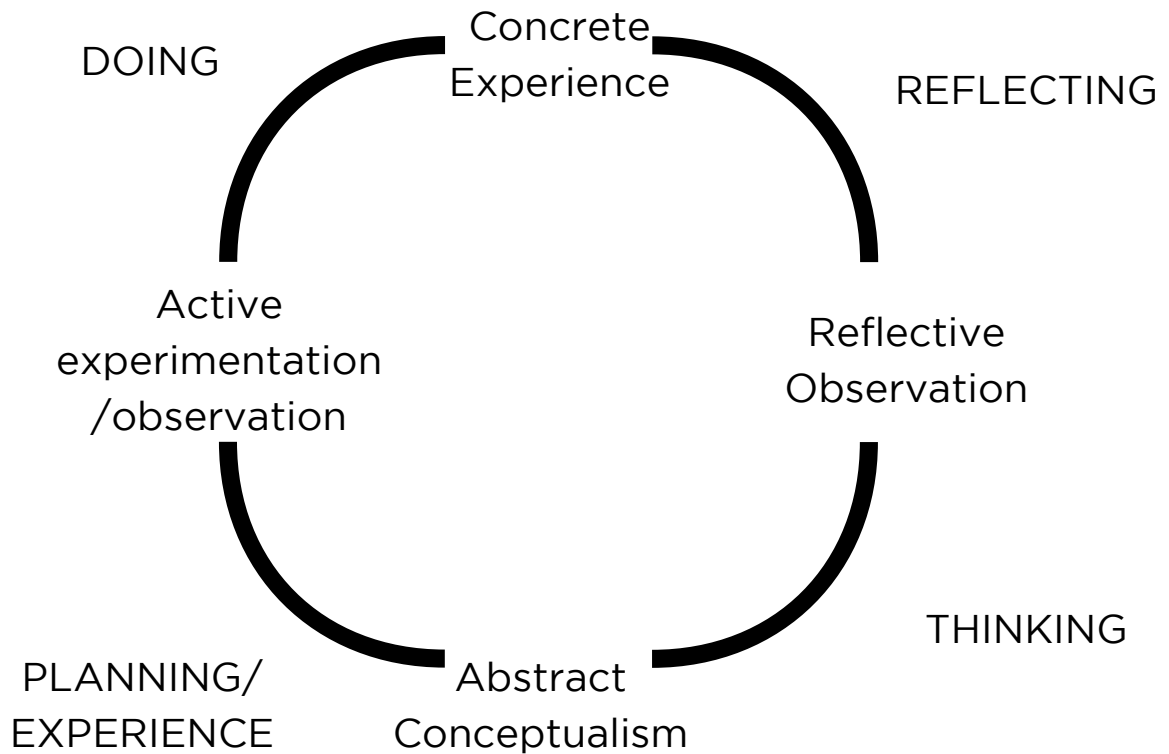 DOING
Concrete
Experience
REFLECTING
Active
experimentation
/observation
Reflective
Observation
THINKING
PLANNING/
EXPERIENCE
Abstract
Conceptualism